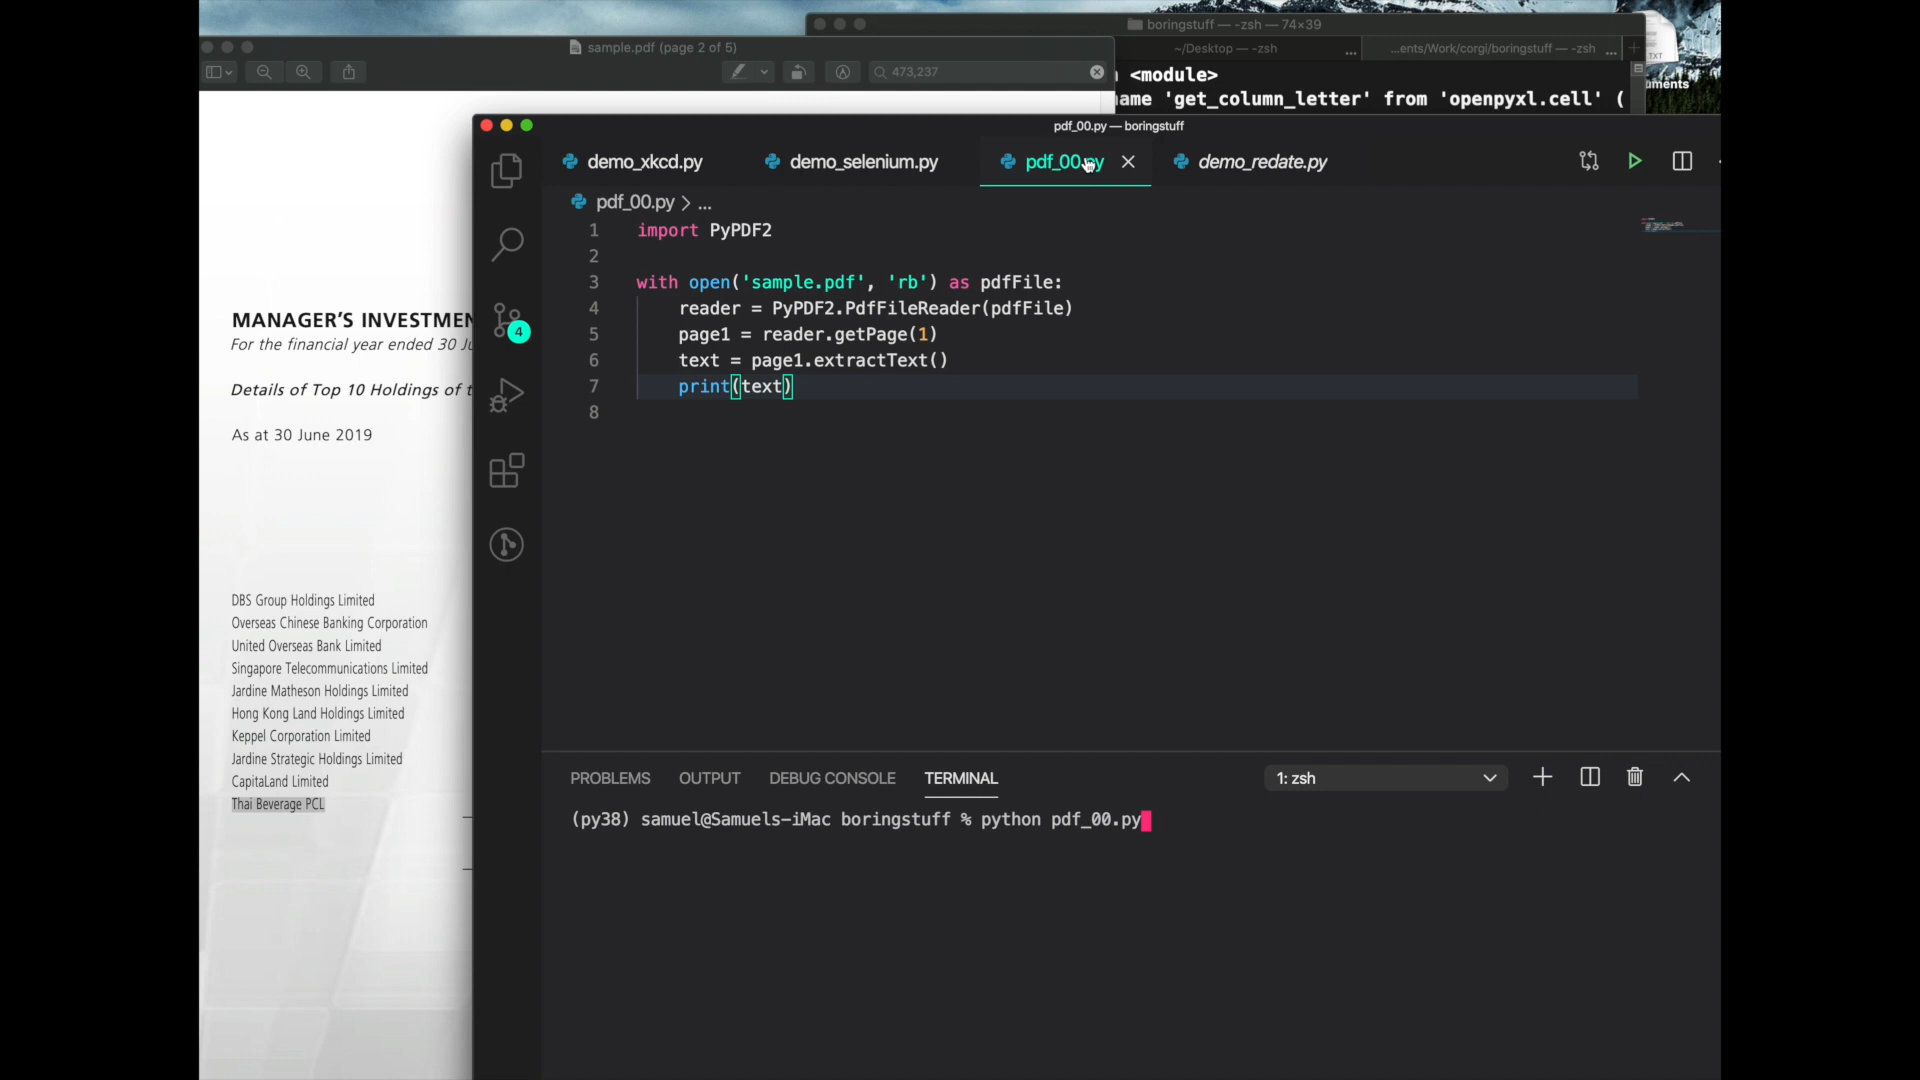 boringstuff — -zsh — 74×39
sample.pdf (page 2 of 5)
~/Desktop — -zsh
...
...ents/Work/corgi/boringstuff — -zsh
...
473,237
<module>
name 'get_column_letter' from 'openpyxl.cell' (
TXT
uments
pdf_00.py — boringstuff
demo_xkcd.py
demo_selenium.py
pdf_00.py
demo_redate.py
pdf_00.py > ...
1 import PyPDF2
2
3 with open('sample.pdf', 'rb') as pdfFile:
4 reader = PyPDF2.PdfFileReader(pdfFile)
5 page1 = reader.getPage(1)
6 text = page1.extractText()
7 print(text)
8
4
MANAGER'S INVESTMEN
For the financial year ended 30 Ju
Details of Top 10 Holdings of t
As at 30 June 2019
DBS Group Holdings Limited
Overseas Chinese Banking Corporation
United Overseas Bank Limited
Singapore Telecommunications Limited
Jardine Matheson Holdings Limited
Hong Kong Land Holdings Limited
Keppel Corporation Limited
Jardine Strategic Holdings Limited
CapitaLand Limited
Thai Beverage PCL
PROBLEMS
OUTPUT
DEBUG CONSOLE
TERMINAL
1: zsh
(py38) samuel@Samuels-iMac boringstuff % python pdf_00.py